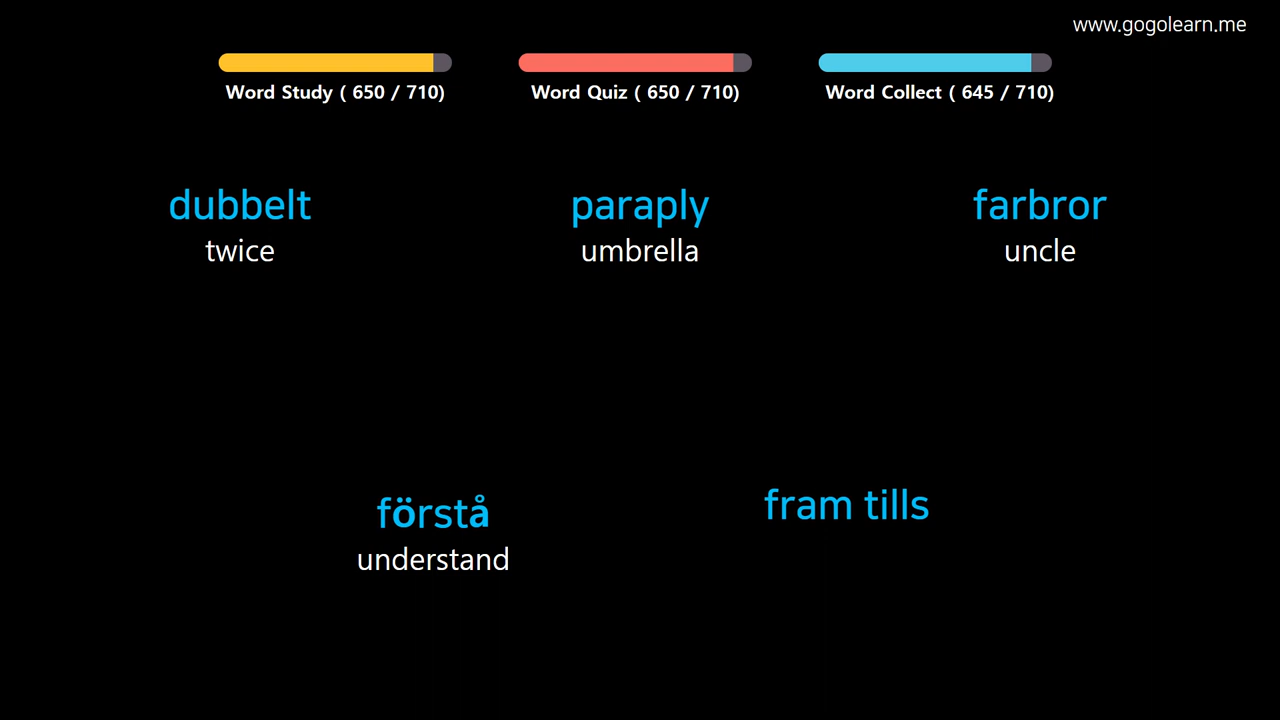 www.gogolearn.me
Word Study ( 650 / 710)
Word Quiz ( 650 / 710)
Word Collect ( 645 / 710)
dubbelt
twice
paraply
umbrella
farbror
uncle
förstå
understand
fram tills